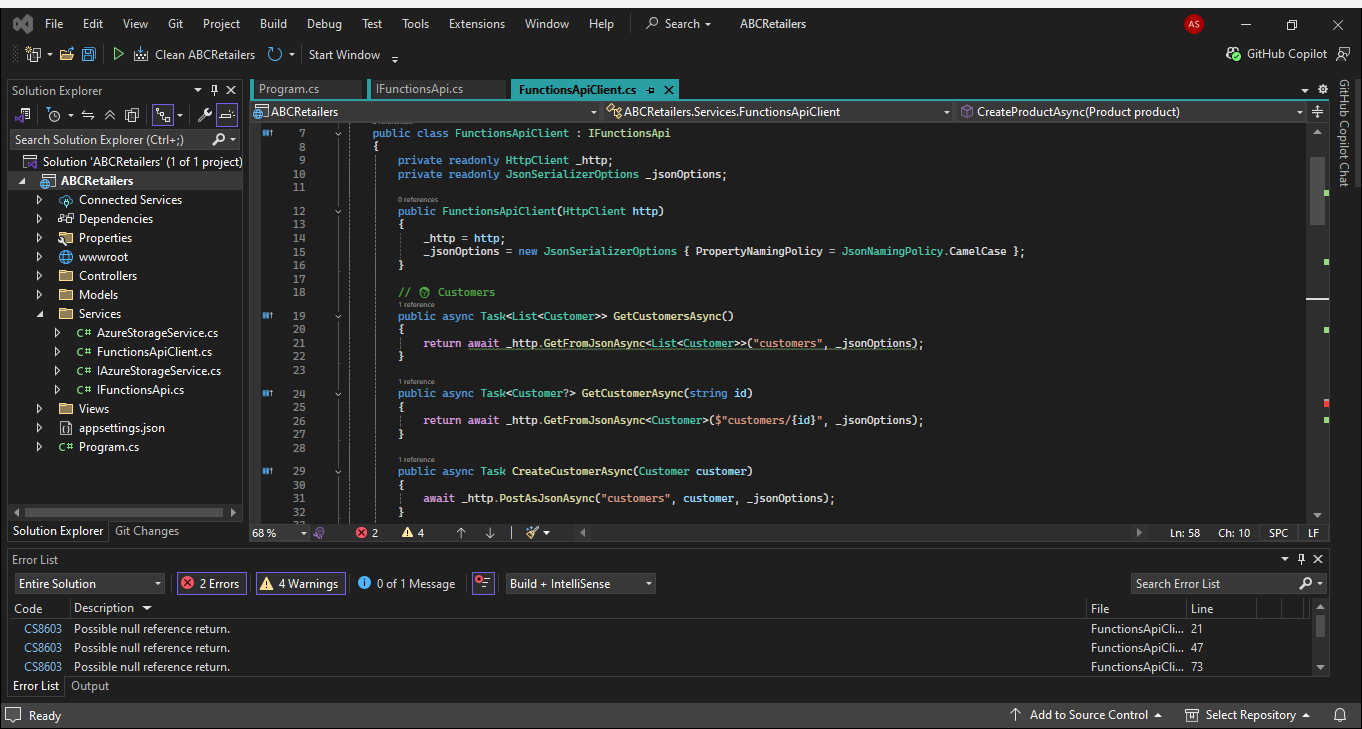 File Edit View Git Project Build Debug Test Tools Extensions Window Help Search ABCRetailers AS
Clean ABCRetailers Start Window GitHub Copilot
Solution Explorer
Search Solution Explorer (Ctrl+;)
Solution 'ABCRetailers' (1 of 1 project)
ABCRetailers
Connected Services
Dependencies
Properties
wwwroot
Controllers
Models
Services
C# AzureStorageService.cs
C# FunctionsApiClient.cs
C# IAzureStorageService.cs
C# IFunctionsApi.cs
Views
appsettings.json
C# Program.cs
Solution Explorer Git Changes
Program.cs IFunctionsApi.cs FunctionsApiClient.cs
ABCRetailers ABCRetailers.Services.FunctionsApiClient CreateProductAsync(Product product)
7 public class FunctionsApiClient : IFunctionsApi
8 {
9 private readonly HttpClient _http;
10 private readonly JsonSerializerOptions _jsonOptions;
11
0 references
12 public FunctionsApiClient(HttpClient http)
13 {
14 _http = http;
15 _jsonOptions = new JsonSerializerOptions { PropertyNamingPolicy = JsonNamingPolicy.CamelCase };
16 }
17
18 // Customers
1 reference
19 public async Task<List<Customer>> GetCustomersAsync()
20 {
21 return await _http.GetFromJsonAsync<List<Customer>>("customers", _jsonOptions);
22 }
23
1 reference
24 public async Task<Customer?> GetCustomerAsync(string id)
25 {
26 return await _http.GetFromJsonAsync<Customer>($"customers/{id}", _jsonOptions);
27 }
28
1 reference
29 public async Task CreateCustomerAsync(Customer customer)
30 {
31 await _http.PostAsJsonAsync("customers", customer, _jsonOptions);
32 }
68 % 2 4 Ln: 58 Ch: 10 SPC LF
GitHub Copilot Chat
Error List
Entire Solution 2 Errors 4 Warnings 0 of 1 Message Build + IntelliSense Search Error List
Code Description File Line
CS8603 Possible null reference return. FunctionsApiCli... 21
CS8603 Possible null reference return. FunctionsApiCli... 47
CS8603 Possible null reference return. FunctionsApiCli... 73
Error List Output
Ready Add to Source Control Select Repository